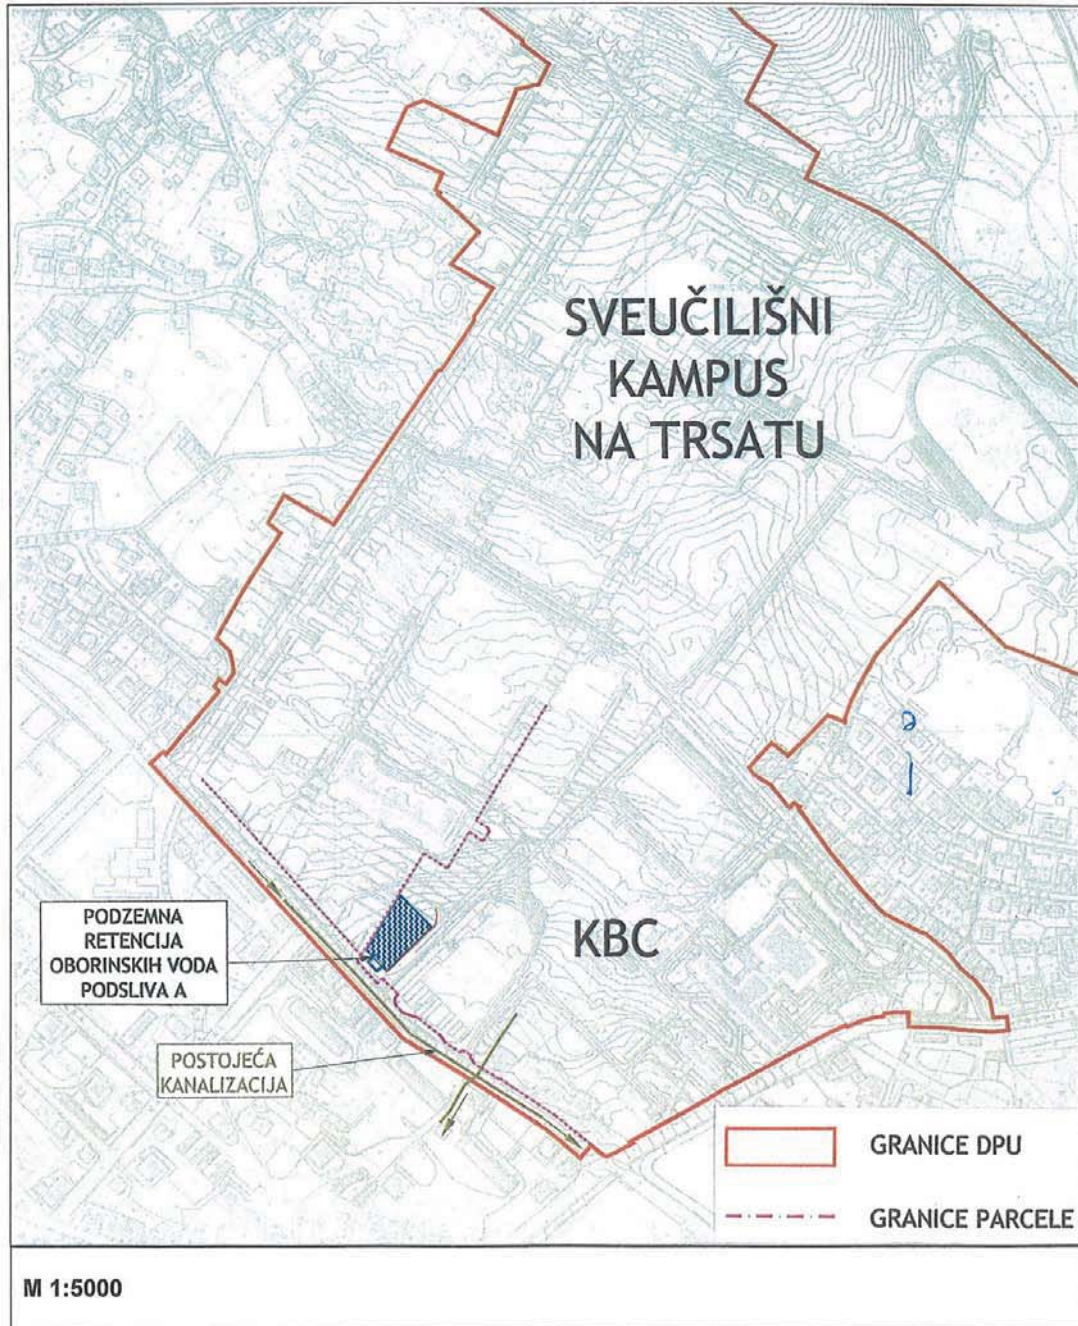 SVEUČILIŠNI
KAMPUS
NA TRSATU
PODZEMNA
RETENCIJA
OBORINSKIH VODA
PODSLIVA A
KBC
POSTOJEĆA
KANALIZACIJA
GRANICE DPU
GRANICE PARCELE
M 1:5000